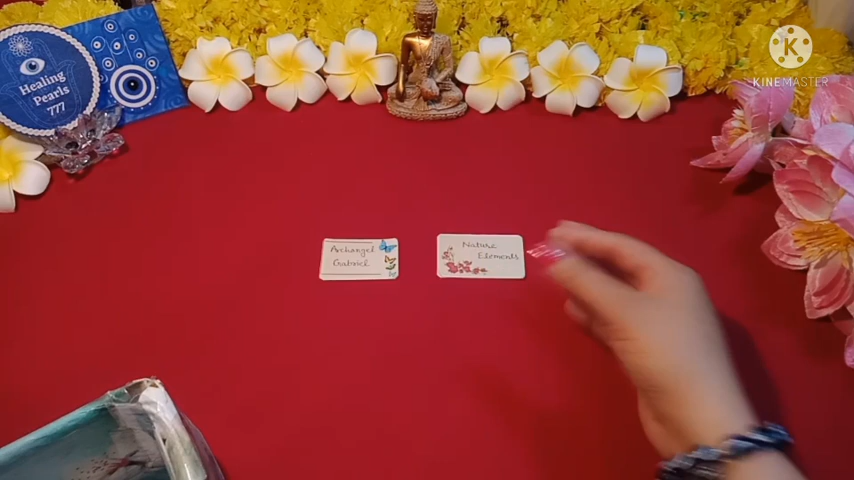 Healing
Pearls
777
Archangel
Gabriel
Nature
Elements
K
KINEMASTER